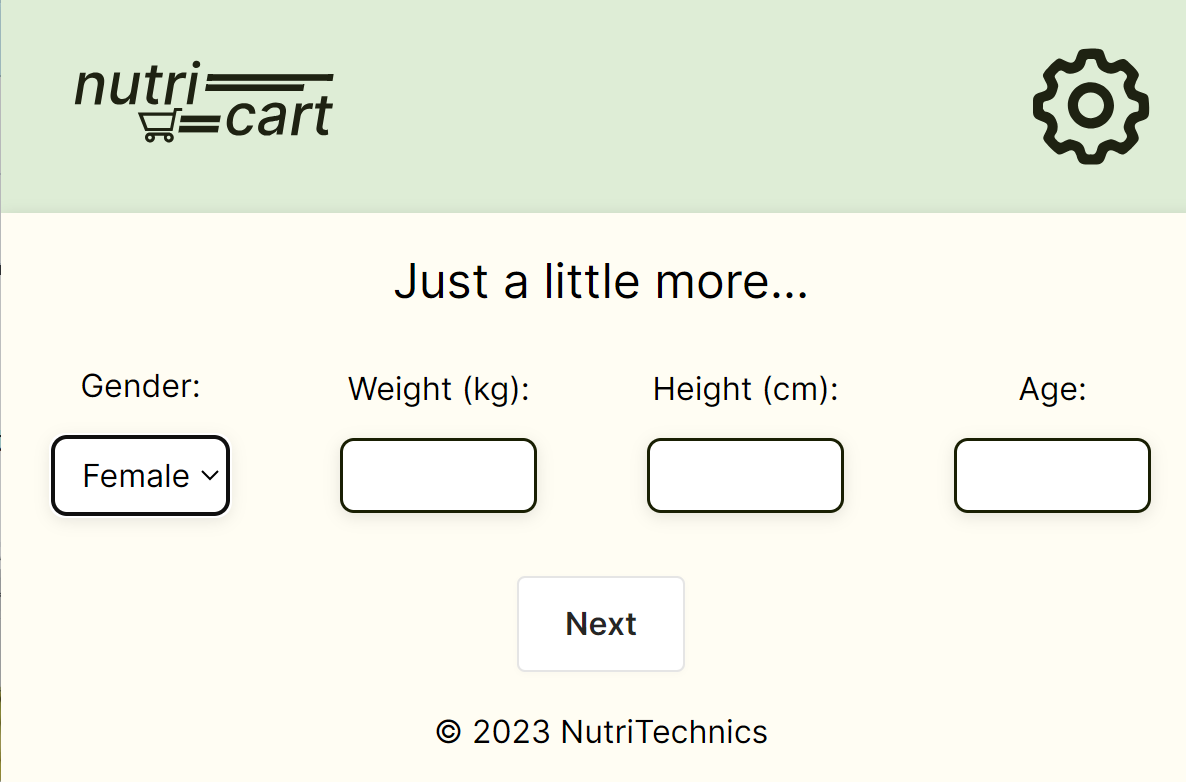 nutri
cart
Just a little more...
Gender: Weight (kg): Height (cm): Age:
Female
Next
© 2023 NutriTechnics